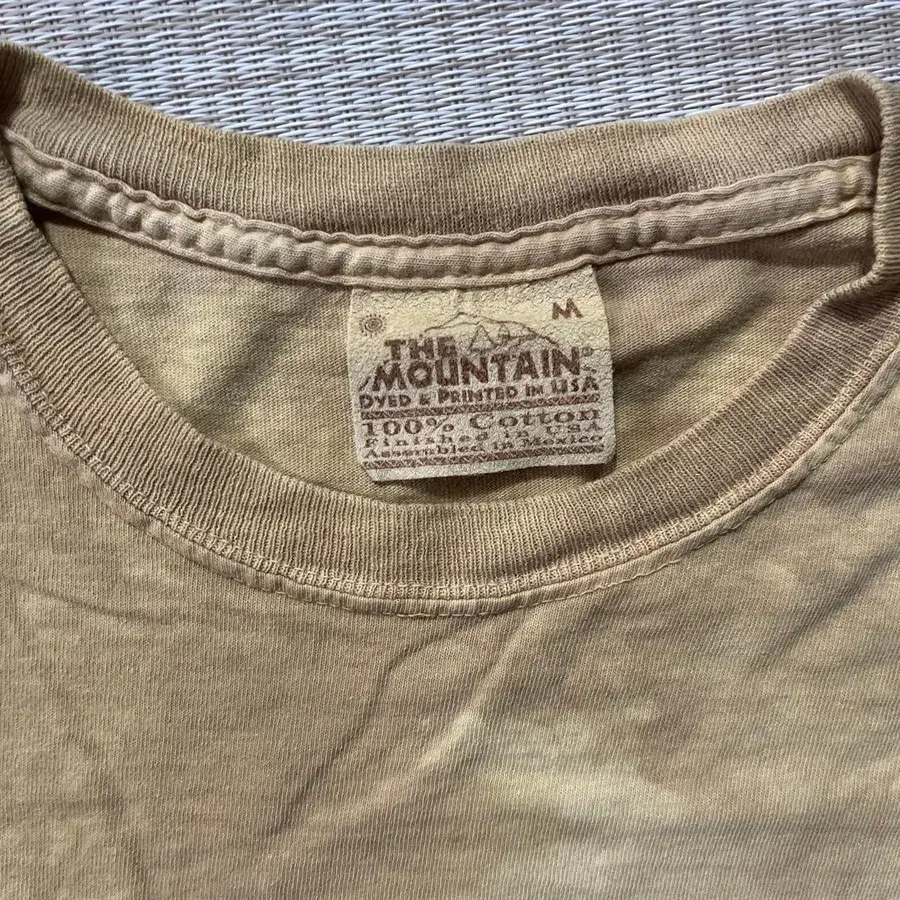 M
THE
MOUNTAIN®
DYED & PRINTED IN USA
100% Cotton
Finished in USA
Assembled in Mexico